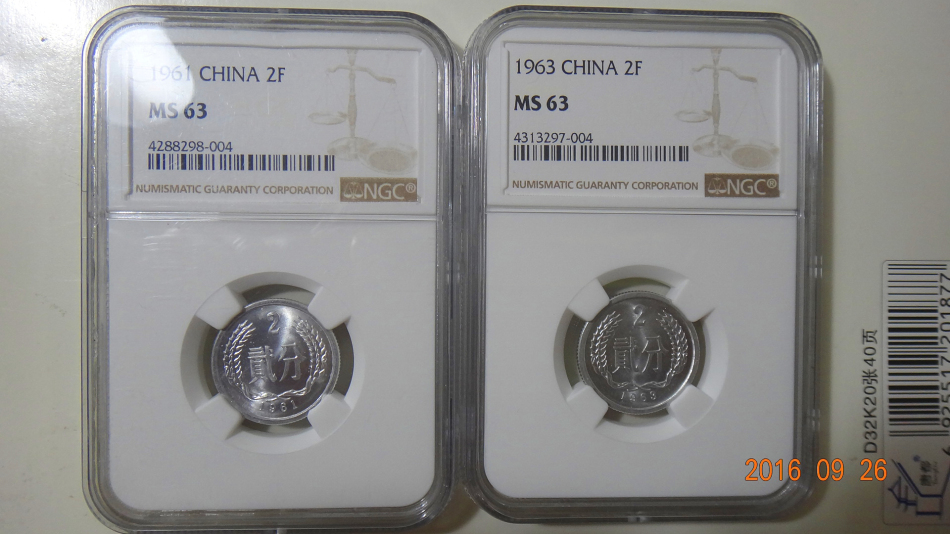 1961 CHINA 2F
MS 63
4288298-004
NUMISMATIC GUARANTY CORPORATION NGC®
2
貳分
1961
1963 CHINA 2F
MS 63
4313297-004
NUMISMATIC GUARANTY CORPORATION NGC®
2
貳分
1963
D32K20张40页
2016 09 26